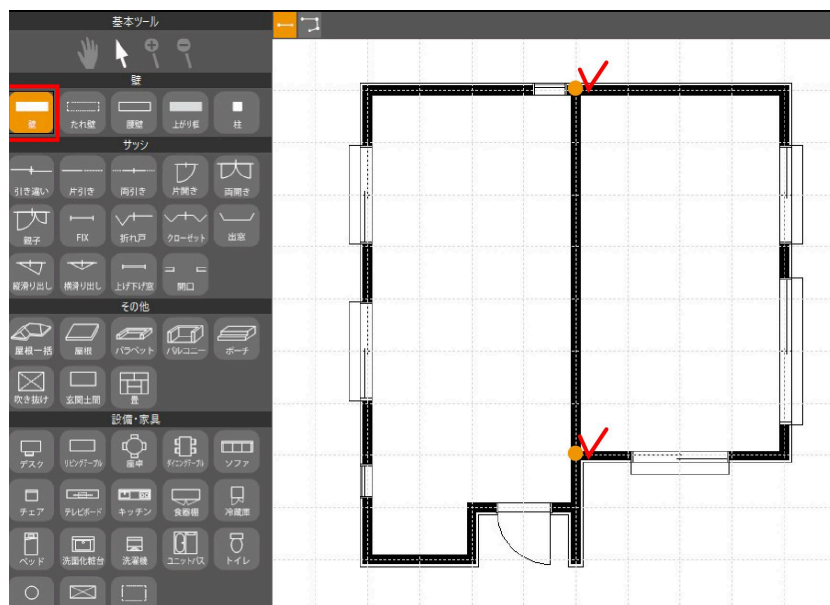 基本ツール
壁
壁 たれ壁 腰壁 上がり框 柱
サッシ
引き違い 片引き 両引き 片開き 両開き
親子 FIX 折れ戸 クローゼット 出窓
縦滑り出し 横滑り出し 上げ下げ窓 開口
その他
屋根一括 屋根 パラペット バルコニー ポーチ
吹き抜け 玄関土間 畳
設備・家具
デスク リビングテーブル 座卓 ダイニングテーブル ソファ
チェア テレビボード キッチン 食器棚 冷蔵庫
ベッド 洗面化粧台 洗濯機 ユニットバス トイレ